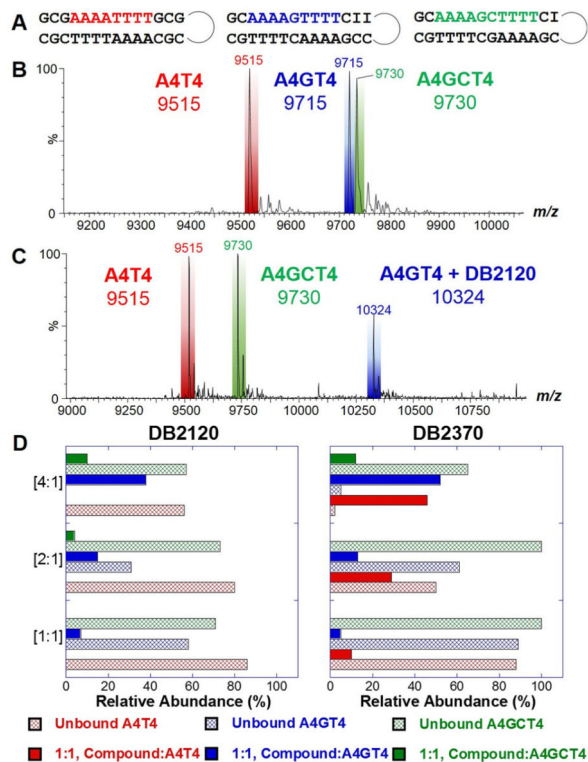 A
GCGAAAATTTTGCG
CGCTTTTAAAACGC
GCAAAAGTTTTCII
CGTTTTCAAAAGCC
GCAAAAGCTTTTCI
CGTTTTCGAAAAGC
B
100
%
0
A4T4
9515
9515
A4GT4
9715
9715
9730
A4GCT4
9730
9200 9300 9400 9500 9600 9700 9800 9900 10000 m/z
C
100
%
0
A4T4
9515
9515
9730
A4GCT4
9730
A4GT4 + DB2120
10324
10324
9000 9250 9500 9750 10000 10250 10500 10750 m/z
D
DB2120 DB2370
[4:1]
[2:1]
[1:1]
0 20 40 60 80 100 0 20 40 60 80 100
Relative Abundance (%) Relative Abundance (%)
Unbound A4T4 Unbound A4GT4 Unbound A4GCT4
1:1, Compound:A4T4 1:1, Compound:A4GT4 1:1, Compound:A4GCT4